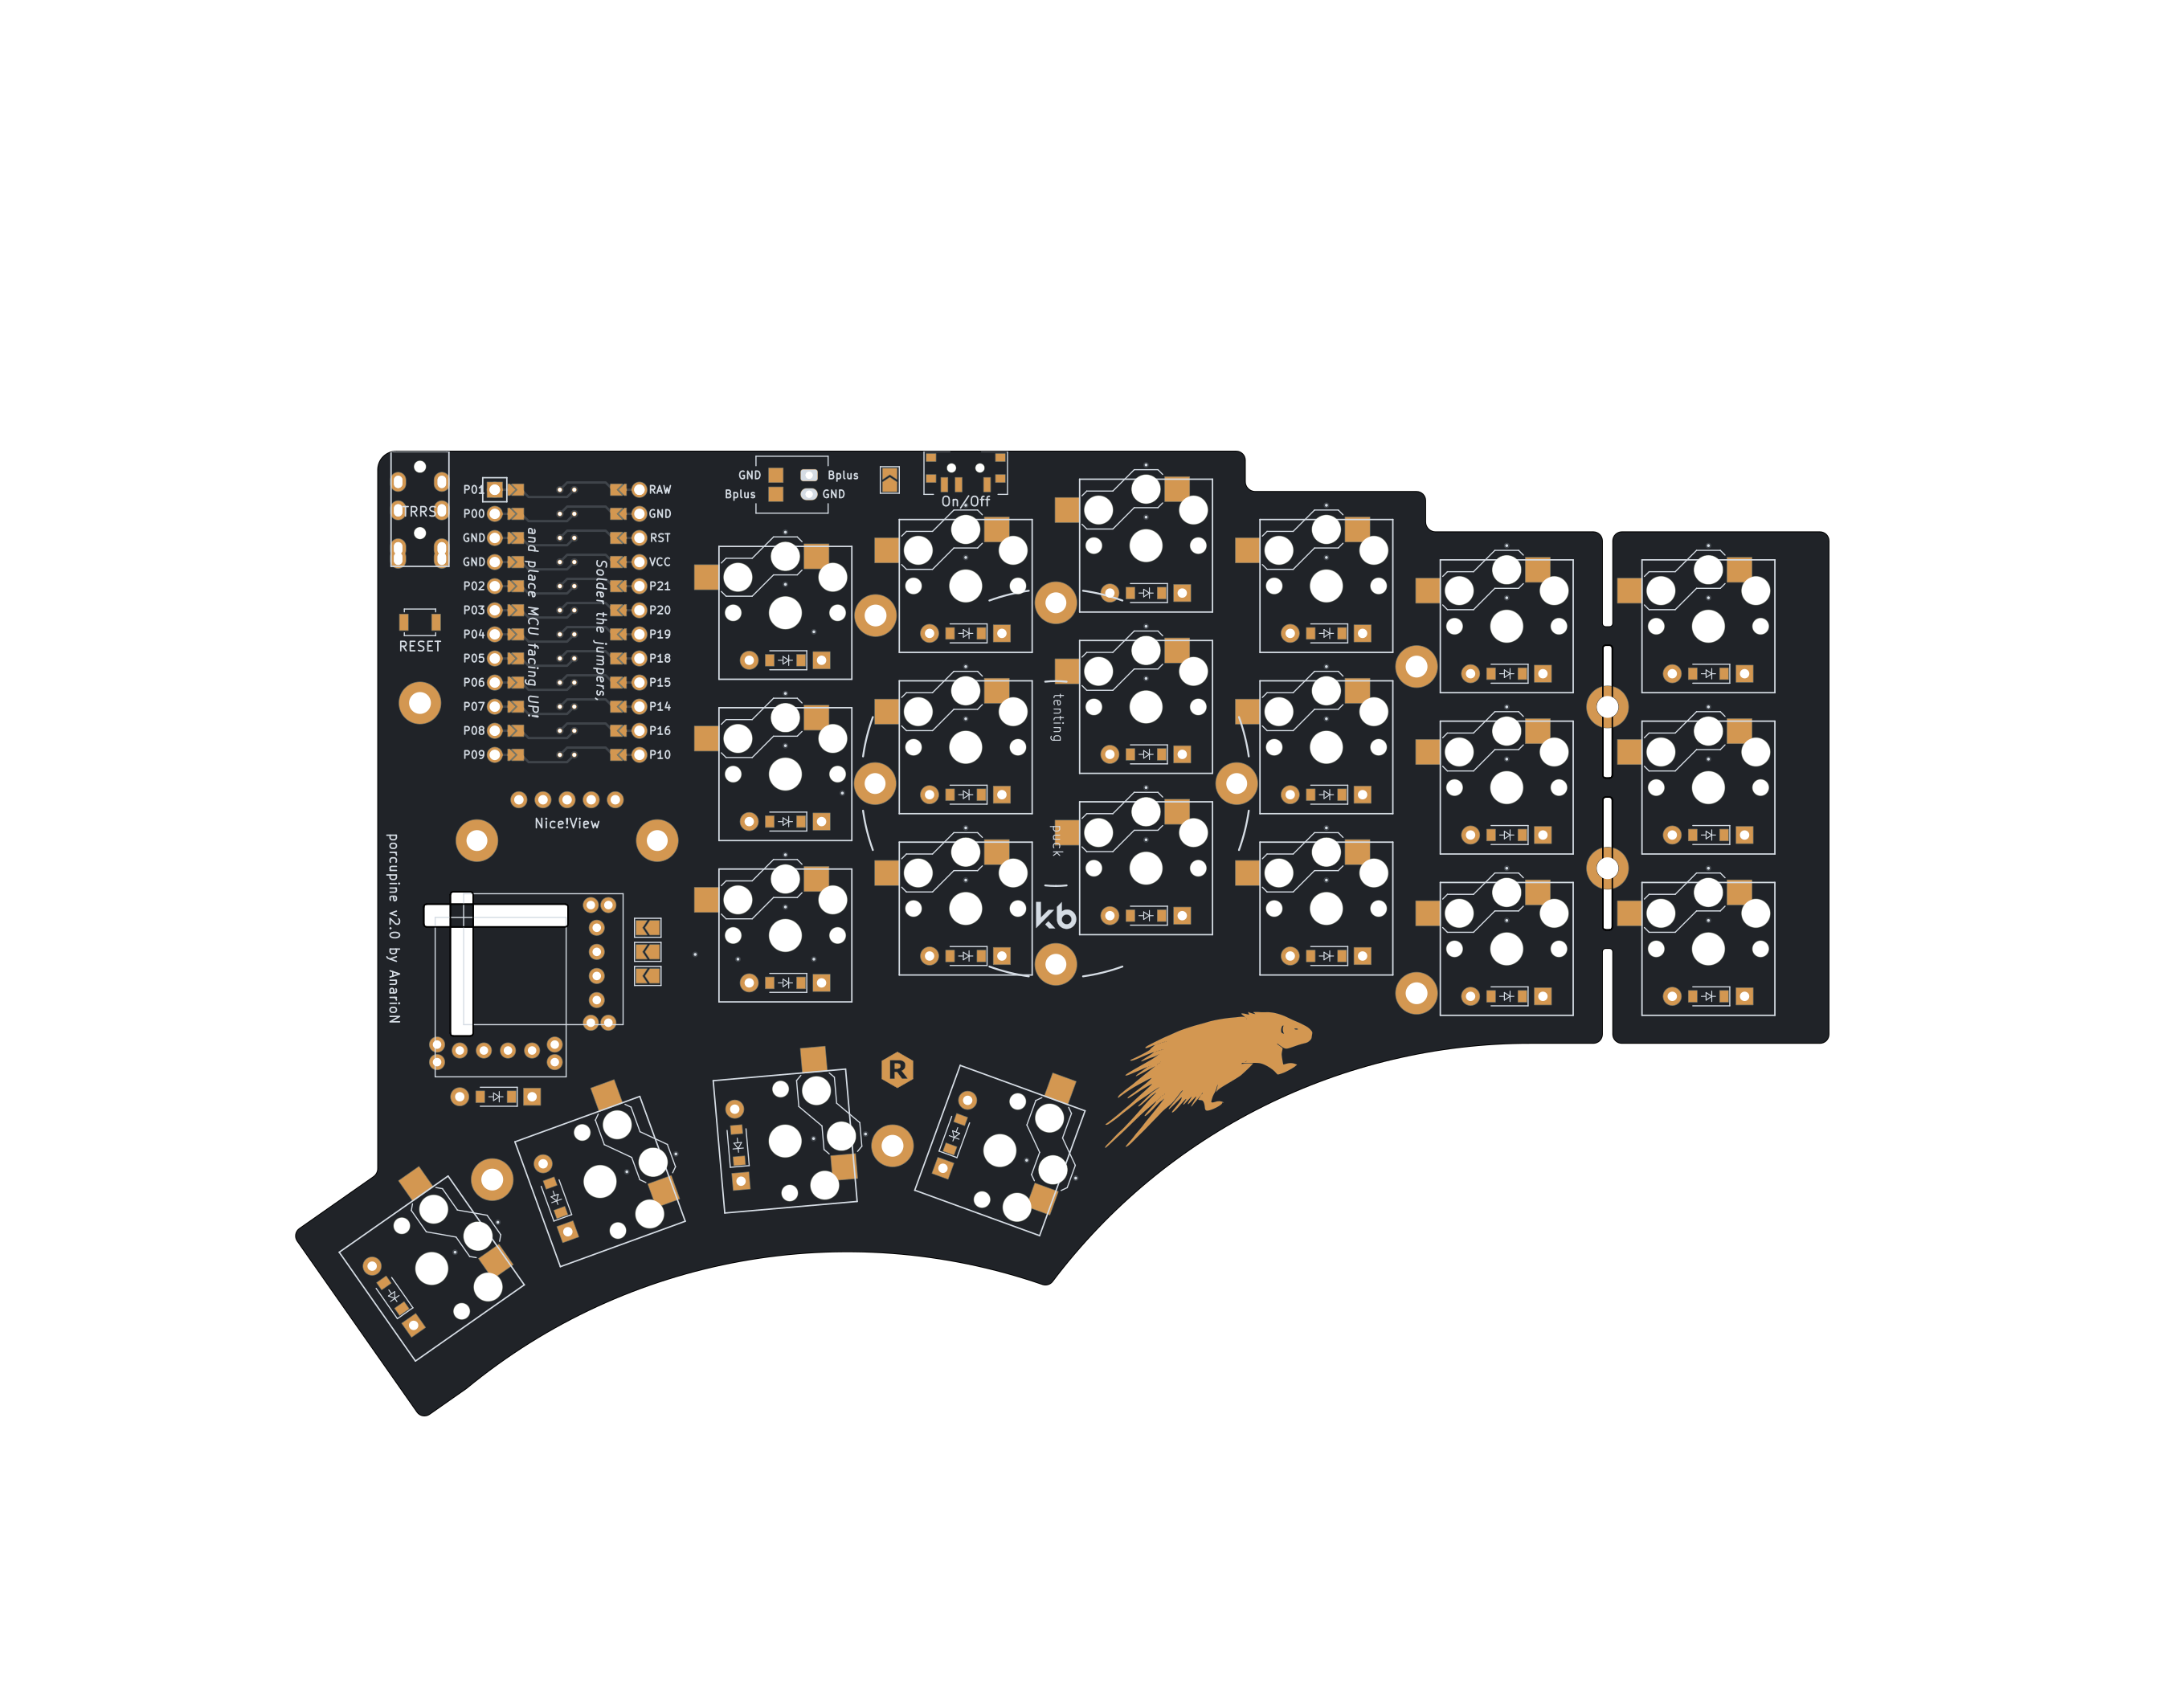 TRRS
P01
RAW
P00
GND
GND
RST
GND
VCC
P02
P21
P03
P20
P04
P19
P05
P18
P06
P15
P07
P14
P08
P16
P09
P10
Solder the jumpers,
and place MCU facing UP!
RESET
Nice!View
GND
Bplus
Bplus
GND
On/Off
tenting
puck
kb
R
porcupine v2.0 by AnarioN